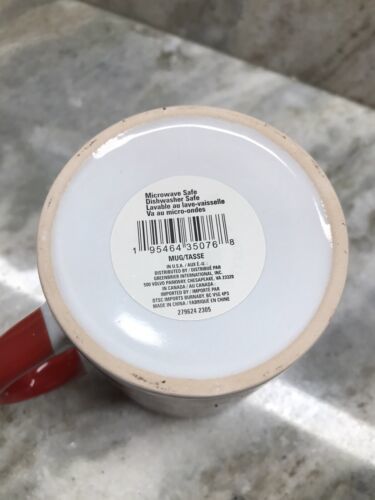 Microwave Safe
Dishwasher Safe
Lavable au lave-vaisselle
Va au micro-ondes
1 95464 35076 8
MUG/TASSE
IN U.S.A. / AUX É.-U. :
DISTRIBUTED BY / DISTRIBUÉ PAR
GREENBRIER INTERNATIONAL, INC.
500 VOLVO PARKWAY, CHESAPEAKE, VA 23320
IN CANADA / AU CANADA :
IMPORTED BY / IMPORTÉ PAR
DTSC IMPORTS BURNABY, BC V5G 4P3
MADE IN CHINA / FABRIQUÉ EN CHINE
279624 2305